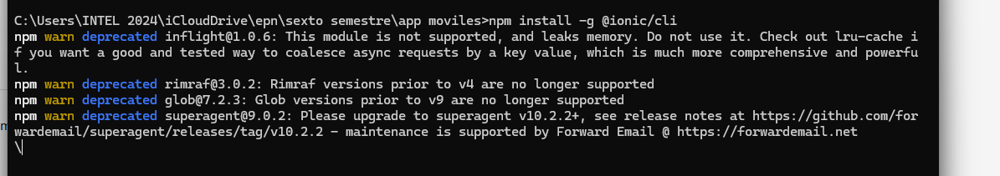 C:\Users\INTEL 2024\iCloudDrive\epn\sexto semestre\app moviles>npm install -g @ionic/cli
npm warn deprecated inflight@1.0.6: This module is not supported, and leaks memory. Do not use it. Check out lru-cache i
f you want a good and tested way to coalesce async requests by a key value, which is much more comprehensive and powerfu
l.
npm warn deprecated rimraf@3.0.2: Rimraf versions prior to v4 are no longer supported
npm warn deprecated glob@7.2.3: Glob versions prior to v9 are no longer supported
npm warn deprecated superagent@9.0.2: Please upgrade to superagent v10.2.2+, see release notes at https://github.com/for
wardemail/superagent/releases/tag/v10.2.2 - maintenance is supported by Forward Email @ https://forwardemail.net
\